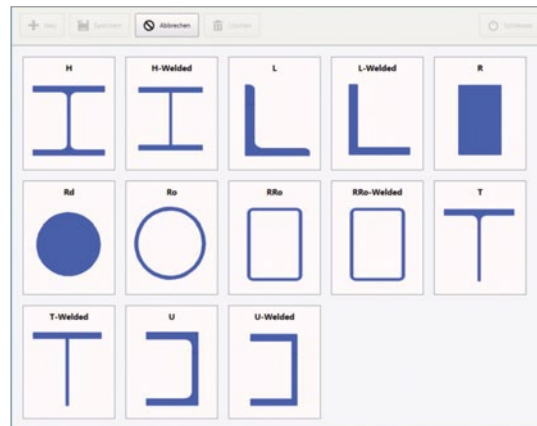 Neu Speichern Abbrechen Löschen Schliessen
H H-Welded L L-Welded R
Rd Ro RRo RRo-Welded T
T-Welded U U-Welded